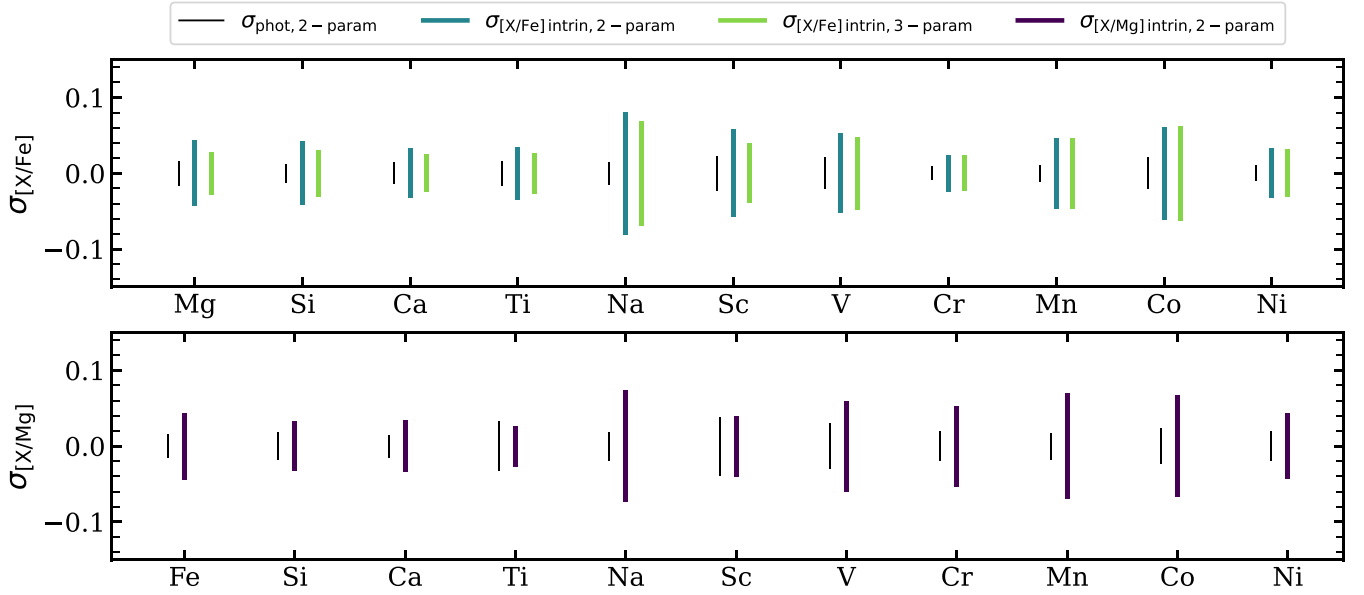 σphot, 2−param σ[X/Fe] intrin, 2−param σ[X/Fe] intrin, 3−param σ[X/Mg] intrin, 2−param
σ[X/Fe]
0.1
0.0
−0.1
Mg Si Ca Ti Na Sc V Cr Mn Co Ni
σ[X/Mg]
0.1
0.0
−0.1
Fe Si Ca Ti Na Sc V Cr Mn Co Ni